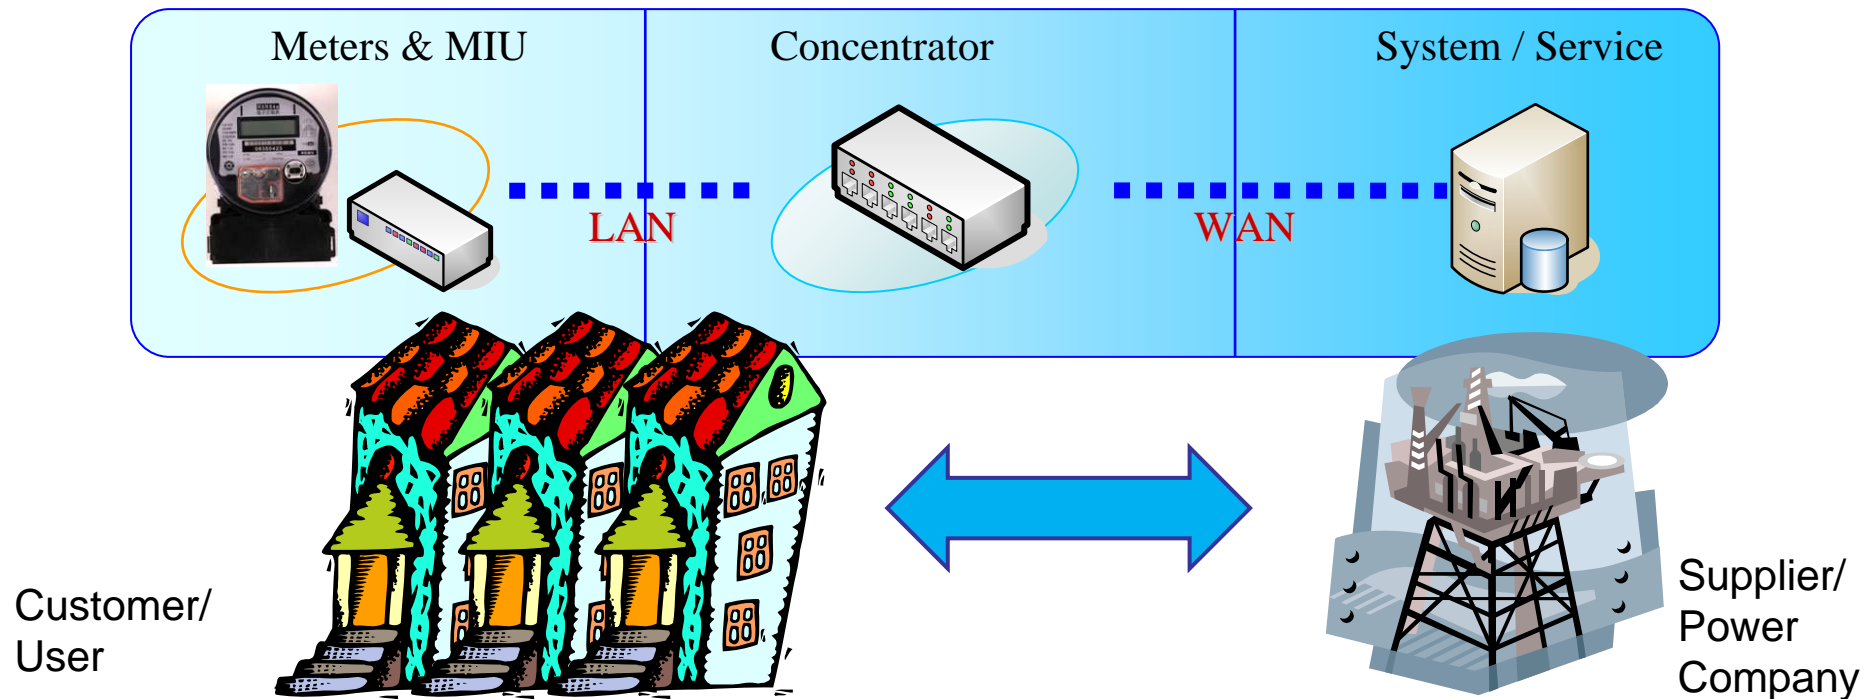 Meters & MIU
Concentrator
System / Service
LAN
WAN
Customer/
User
Supplier/
Power
Company